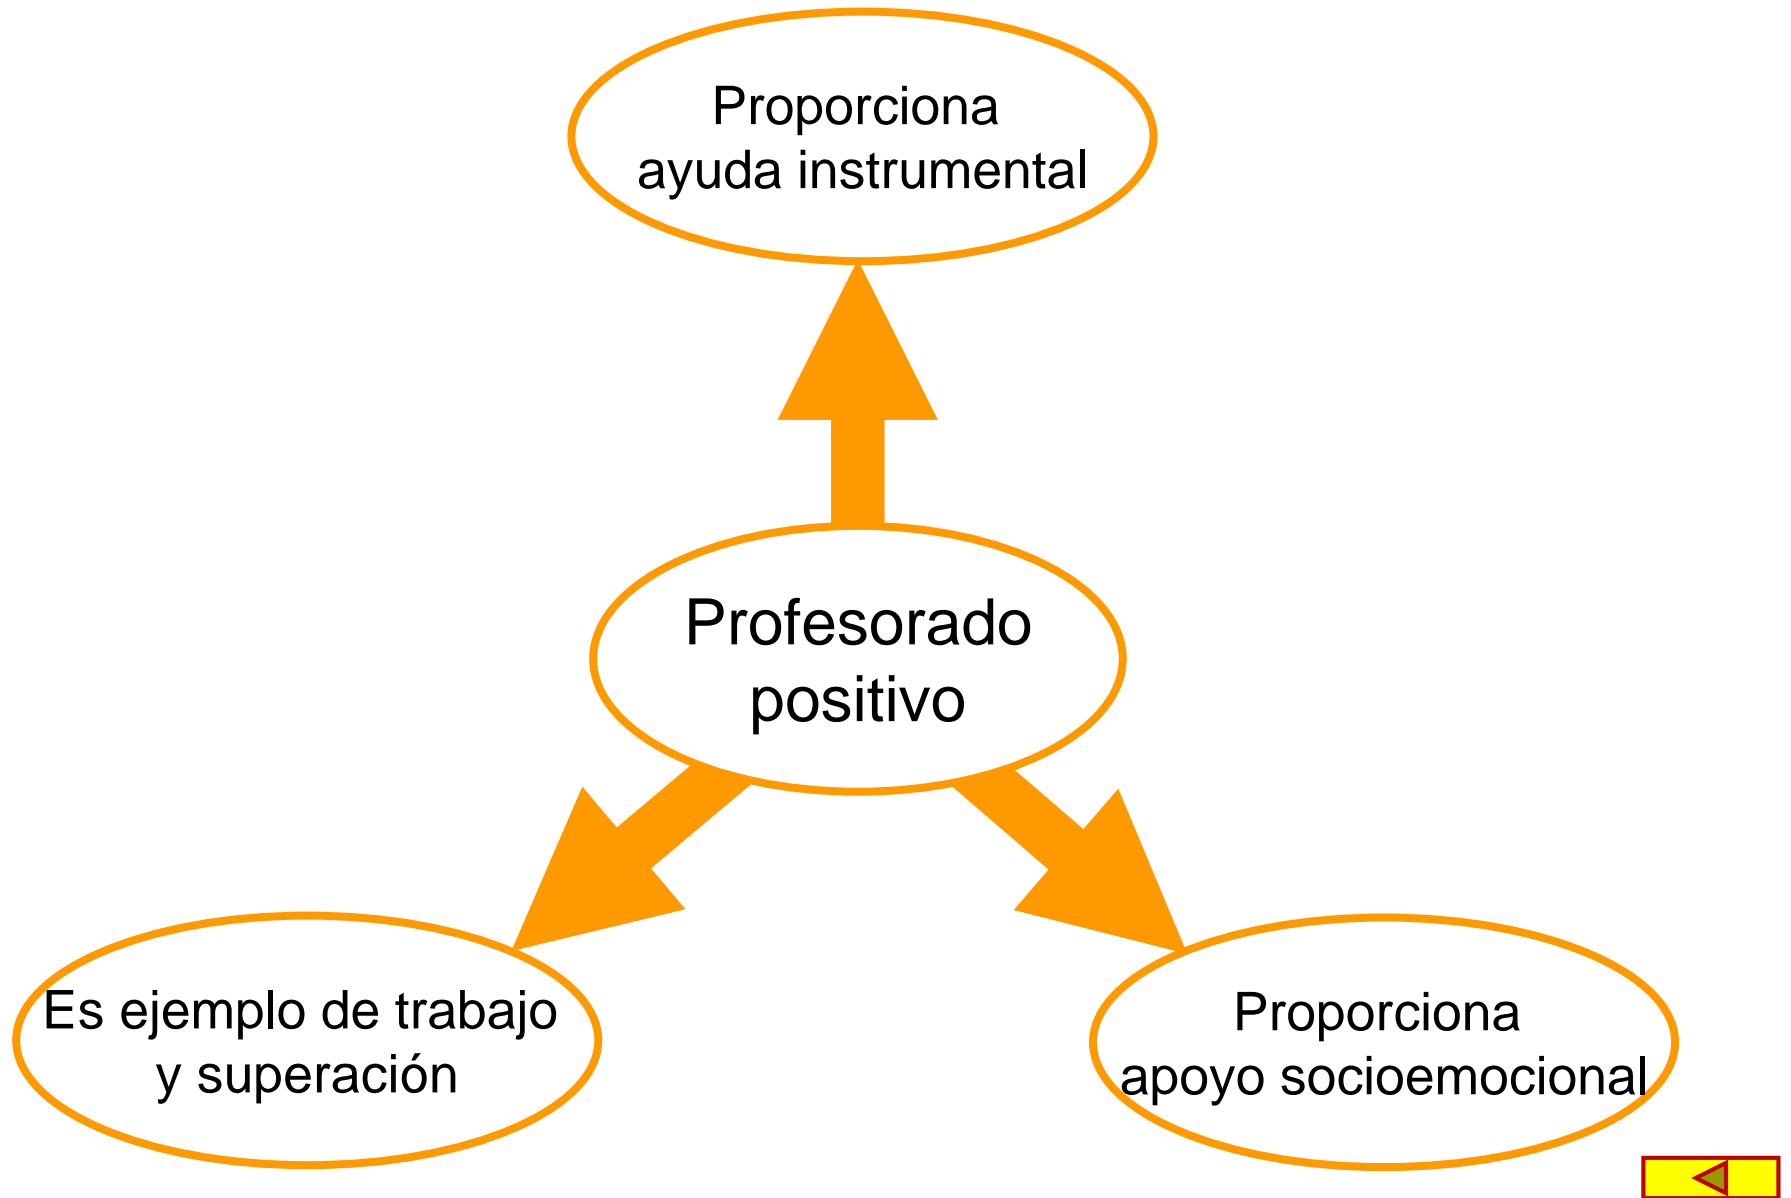 Proporciona
ayuda instrumental
Profesorado
positivo
Es ejemplo de trabajo
y superación
Proporciona
apoyo socioemocional